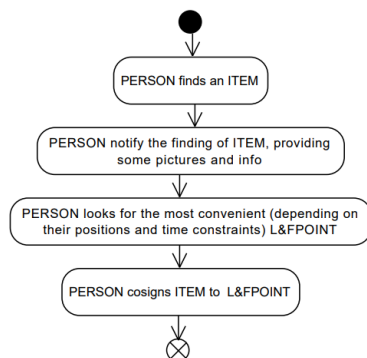 PERSON finds an ITEM
PERSON notify the finding of ITEM, providing
some pictures and info
PERSON looks for the most convenient (depending on
their positions and time constraints) L&FPOINT
PERSON cosigns ITEM to L&FPOINT